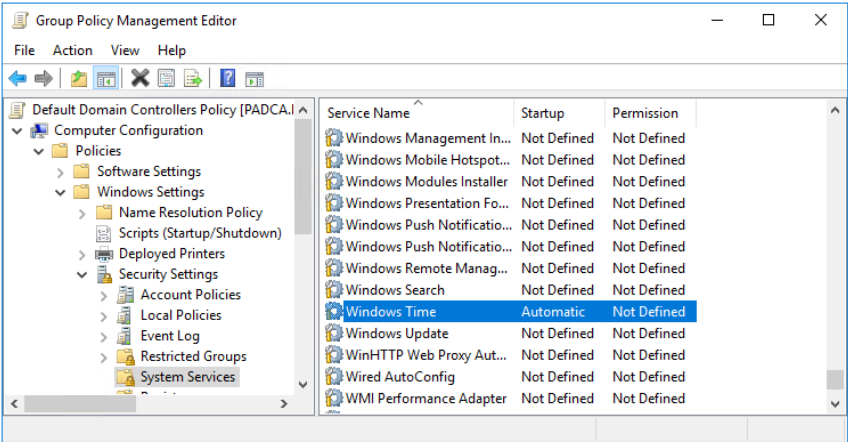 Group Policy Management Editor
File Action View Help
Default Domain Controllers Policy [PADCA.
Computer Configuration
Policies
Software Settings
Windows Settings
Name Resolution Policy
Scripts (Startup/Shutdown)
Deployed Printers
Security Settings
Account Policies
Local Policies
Event Log
Restricted Groups
System Services
Service Name Startup Permission
Windows Management In... Not Defined Not Defined
Windows Mobile Hotspot... Not Defined Not Defined
Windows Modules Installer Not Defined Not Defined
Windows Presentation Fo... Not Defined Not Defined
Windows Push Notificatio... Not Defined Not Defined
Windows Push Notificatio... Not Defined Not Defined
Windows Remote Manag... Not Defined Not Defined
Windows Search Not Defined Not Defined
Windows Time Automatic Not Defined
Windows Update Not Defined Not Defined
WinHTTP Web Proxy Aut... Not Defined Not Defined
Wired AutoConfig Not Defined Not Defined
WMI Performance Adapter Not Defined Not Defined